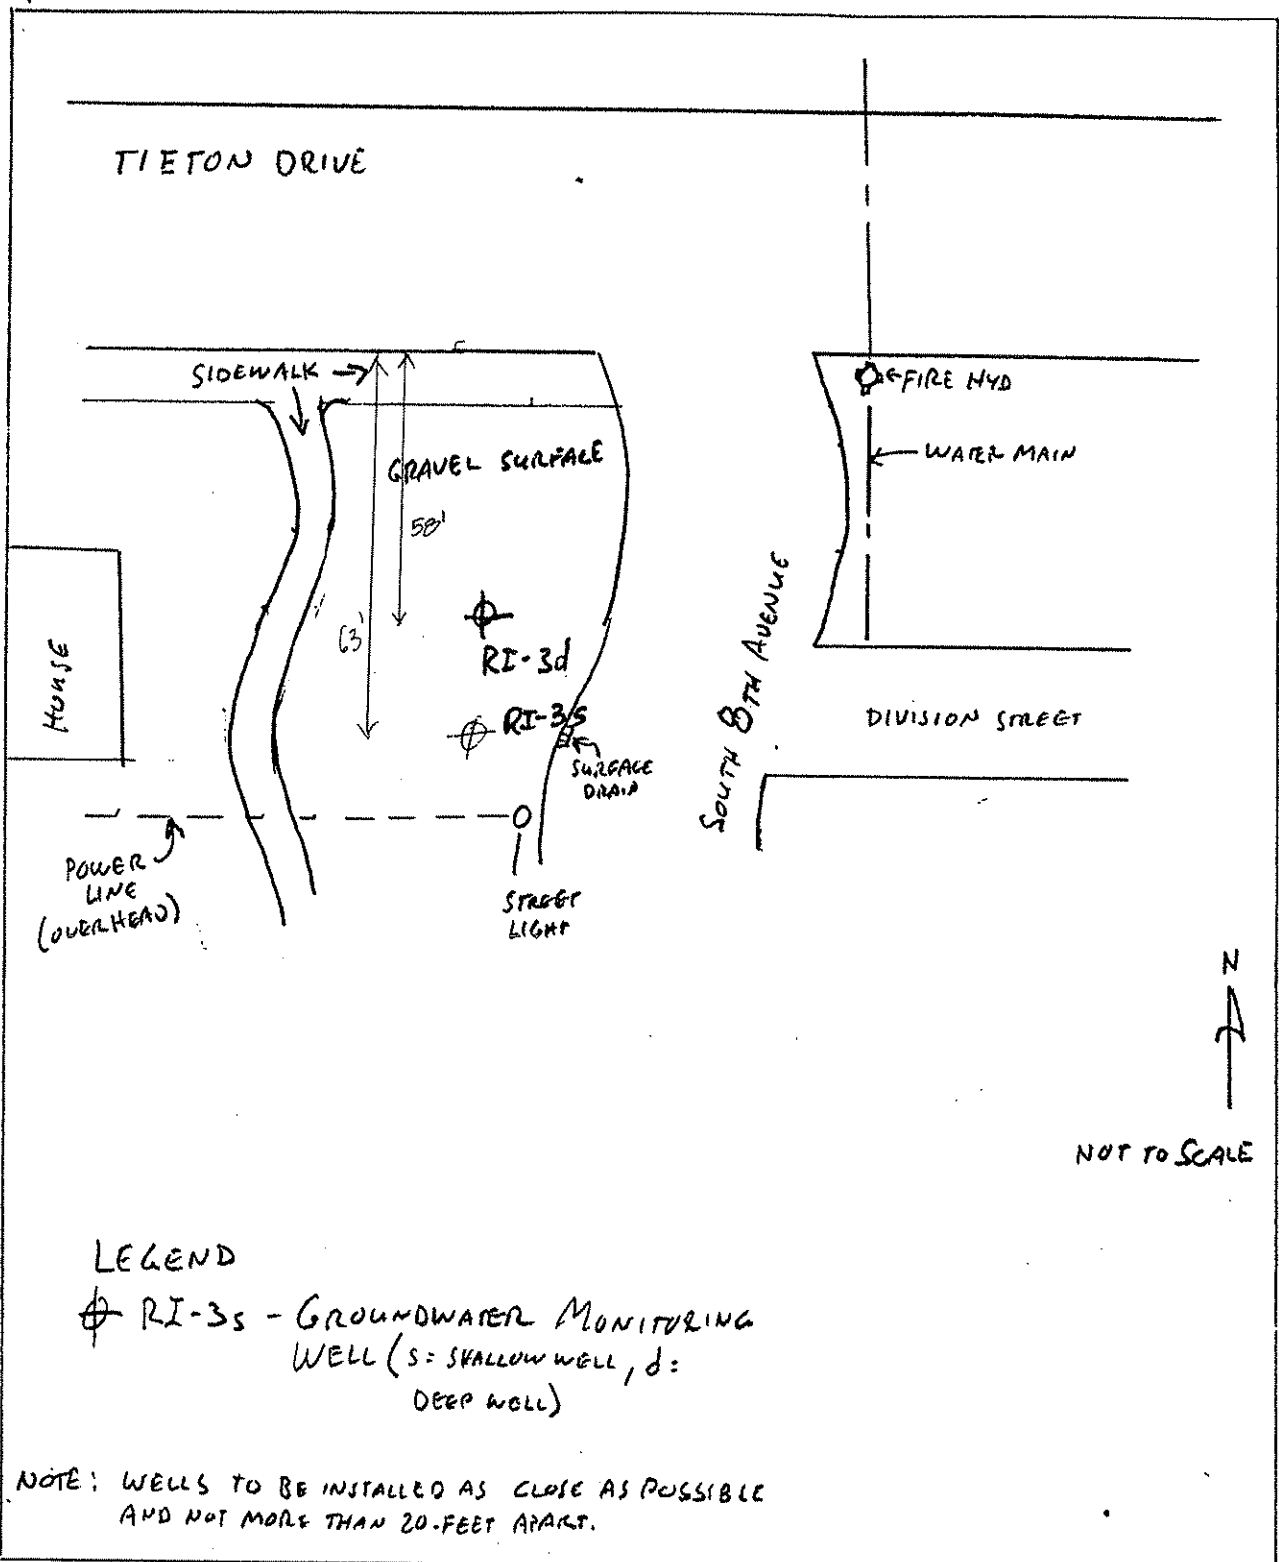 TIETON DRIVE
SIDEWALK
FIRE HYD
WATER MAIN
GRAVEL SURFACE
58'
63'
RI-3d
RI-3s
SURFACE
DRAIN
HOUSE
SOUTH 8TH AVENUE
DIVISION STREET
POWER
LINE
(OVERHEAD)
STREET
LIGHT
N
NOT TO SCALE
LEGEND
RI-3s - GROUNDWATER MONITORING
WELL (s= SHALLOW WELL, d=
DEEP WELL)
NOTE: WELLS TO BE INSTALLED AS CLOSE AS POSSIBLE
AND NOT MORE THAN 20-FEET APART.